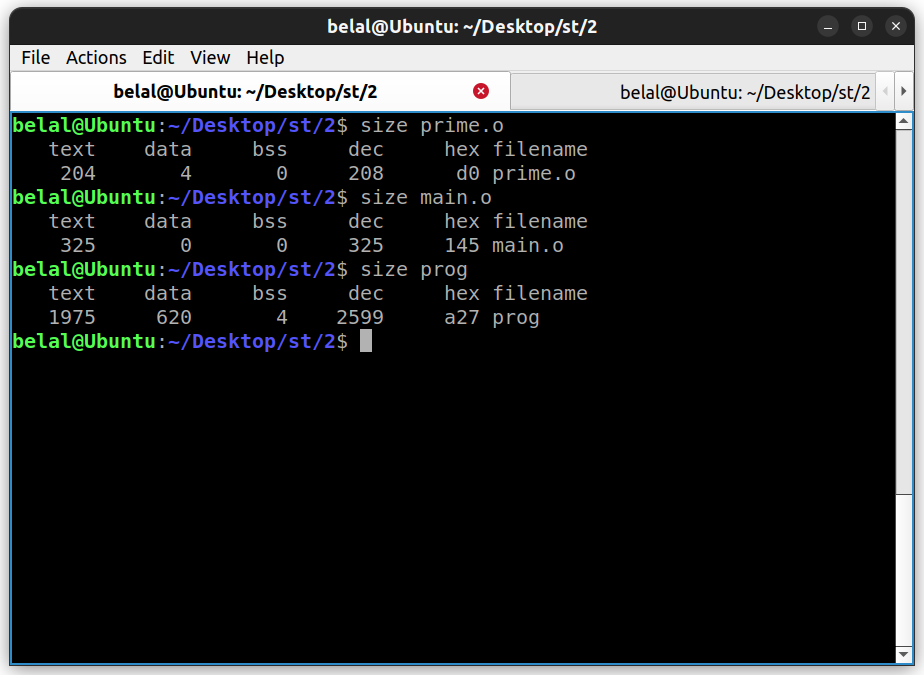 belal@Ubuntu: ~/Desktop/st/2
File Actions Edit View Help
belal@Ubuntu: ~/Desktop/st/2 belal@Ubuntu: ~/Desktop/st/2
belal@Ubuntu:~/Desktop/st/2$ size prime.o
   text    data     bss     dec     hex filename
    204       4       0     208      d0 prime.o
belal@Ubuntu:~/Desktop/st/2$ size main.o
   text    data     bss     dec     hex filename
    325       0       0     325     145 main.o
belal@Ubuntu:~/Desktop/st/2$ size prog
   text    data     bss     dec     hex filename
   1975     620       4    2599     a27 prog
belal@Ubuntu:~/Desktop/st/2$